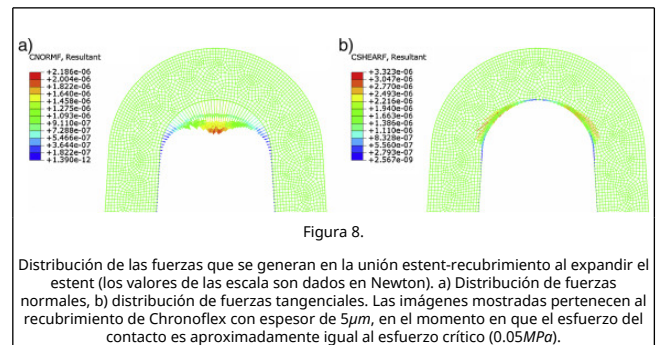 a)
CNORMF, Resultant
+2.186e-06
+2.004e-06
+1.822e-06
+1.640e-06
+1.458e-06
+1.275e-06
+1.093e-06
+9.110e-07
+7.288e-07
+5.466e-07
+3.644e-07
+1.822e-07
+1.390e-12
b)
CSHEARF, Resultant
+3.323e-06
+3.047e-06
+2.770e-06
+2.493e-06
+2.216e-06
+1.940e-06
+1.663e-06
+1.386e-06
+1.110e-06
+8.328e-07
+5.560e-07
+2.793e-07
+2.567e-09
Figura 8.
Distribución de las fuerzas que se generan en la unión estent-recubrimiento al expandir el
estent (los valores de las escala son dados en Newton). a) Distribución de fuerzas
normales, b) distribución de fuerzas tangenciales. Las imágenes mostradas pertenecen al
recubrimiento de Chronoflex con espesor de 5μm, en el momento en que el esfuerzo del
contacto es aproximadamente igual al esfuerzo crítico (0.05MPa).